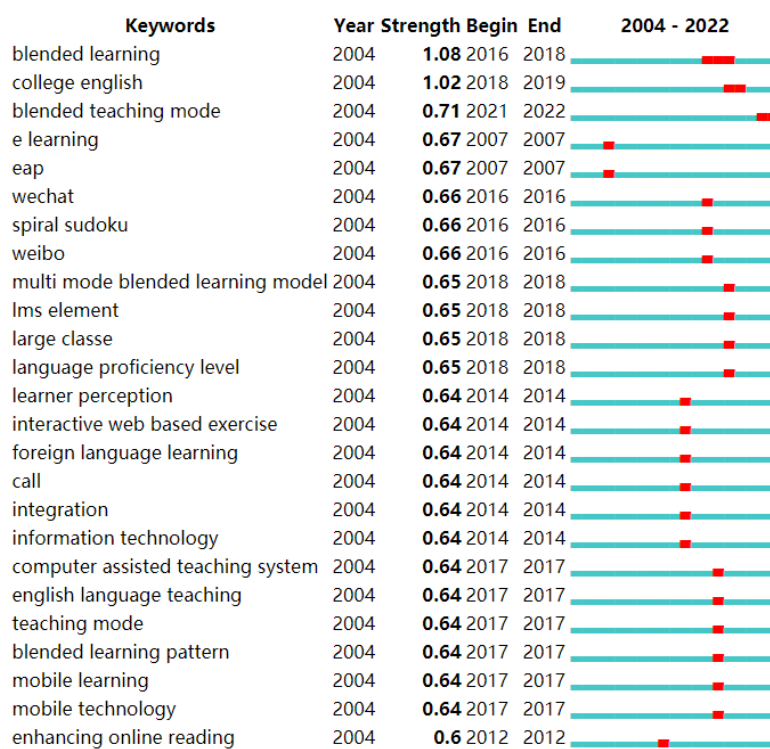 Keywords Year Strength Begin End 2004 - 2022
blended learning 2004 1.08 2016 2018
college english 2004 1.02 2018 2019
blended teaching mode 2004 0.71 2021 2022
e learning 2004 0.67 2007 2007
eap 2004 0.67 2007 2007
wechat 2004 0.66 2016 2016
spiral sudoku 2004 0.66 2016 2016
weibo 2004 0.66 2016 2016
multi mode blended learning model 2004 0.65 2018 2018
lms element 2004 0.65 2018 2018
large classe 2004 0.65 2018 2018
language proficiency level 2004 0.65 2018 2018
learner perception 2004 0.64 2014 2014
interactive web based exercise 2004 0.64 2014 2014
foreign language learning 2004 0.64 2014 2014
call 2004 0.64 2014 2014
integration 2004 0.64 2014 2014
information technology 2004 0.64 2014 2014
computer assisted teaching system 2004 0.64 2017 2017
english language teaching 2004 0.64 2017 2017
teaching mode 2004 0.64 2017 2017
blended learning pattern 2004 0.64 2017 2017
mobile learning 2004 0.64 2017 2017
mobile technology 2004 0.64 2017 2017
enhancing online reading 2004 0.6 2012 2012